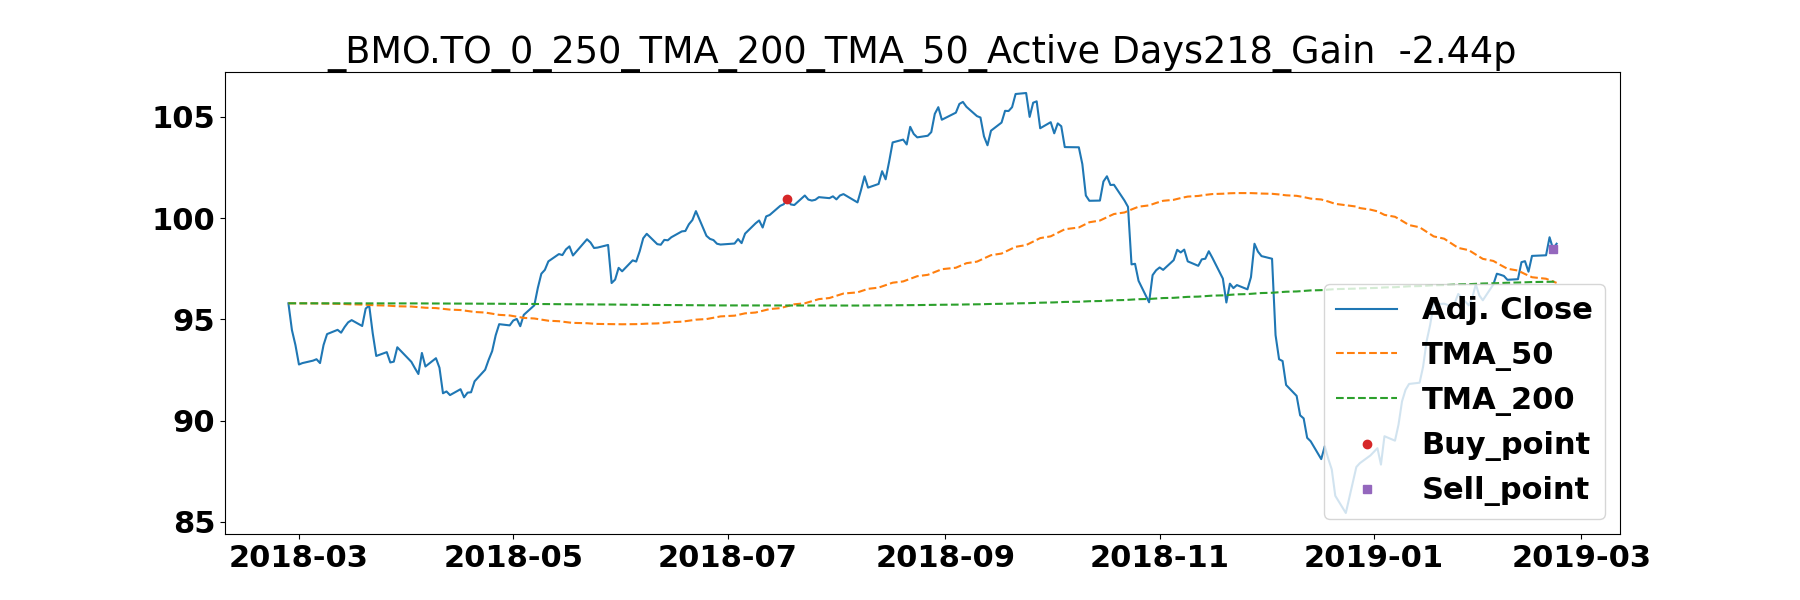 _BMO.TO_0_250_TMA_200_TMA_50_Active Days218_Gain  -2.44p
105
100
95
90
85
Adj. Close
TMA_50
TMA_200
Buy_point
Sell_point
2018-03 2018-05 2018-07 2018-09 2018-11 2019-01 2019-03